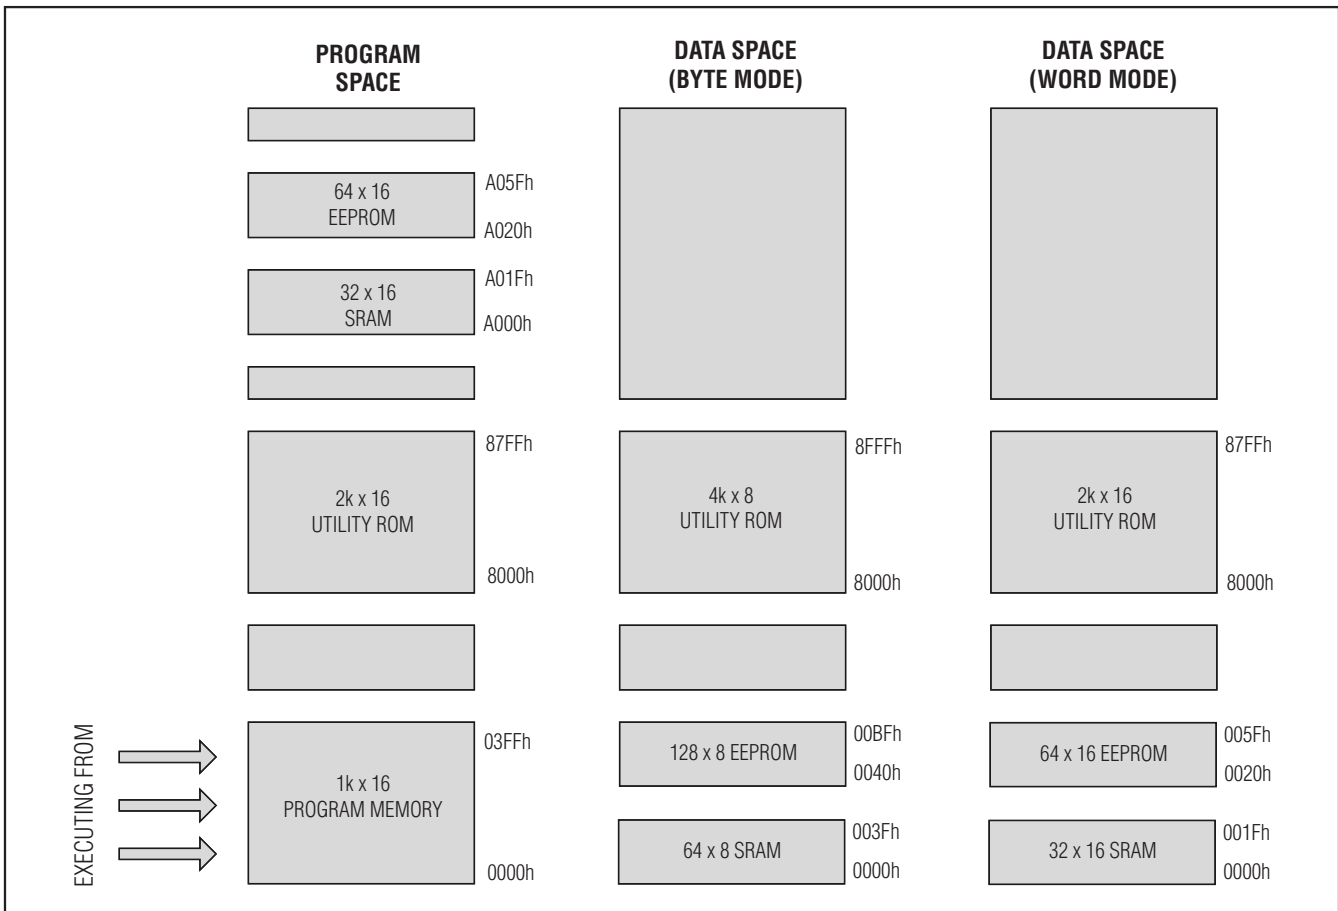 PROGRAM
SPACE
64 x 16
EEPROM
A05Fh
A020h
32 x 16
SRAM
A01Fh
A000h
2k x 16
UTILITY ROM
87FFh
8000h
EXECUTING FROM
1k x 16
PROGRAM MEMORY
03FFh
0000h
DATA SPACE
(BYTE MODE)
4k x 8
UTILITY ROM
8FFFh
8000h
128 x 8 EEPROM
00BFh
0040h
64 x 8 SRAM
003Fh
0000h
DATA SPACE
(WORD MODE)
2k x 16
UTILITY ROM
87FFh
8000h
64 x 16 EEPROM
005Fh
0020h
32 x 16 SRAM
001Fh
0000h